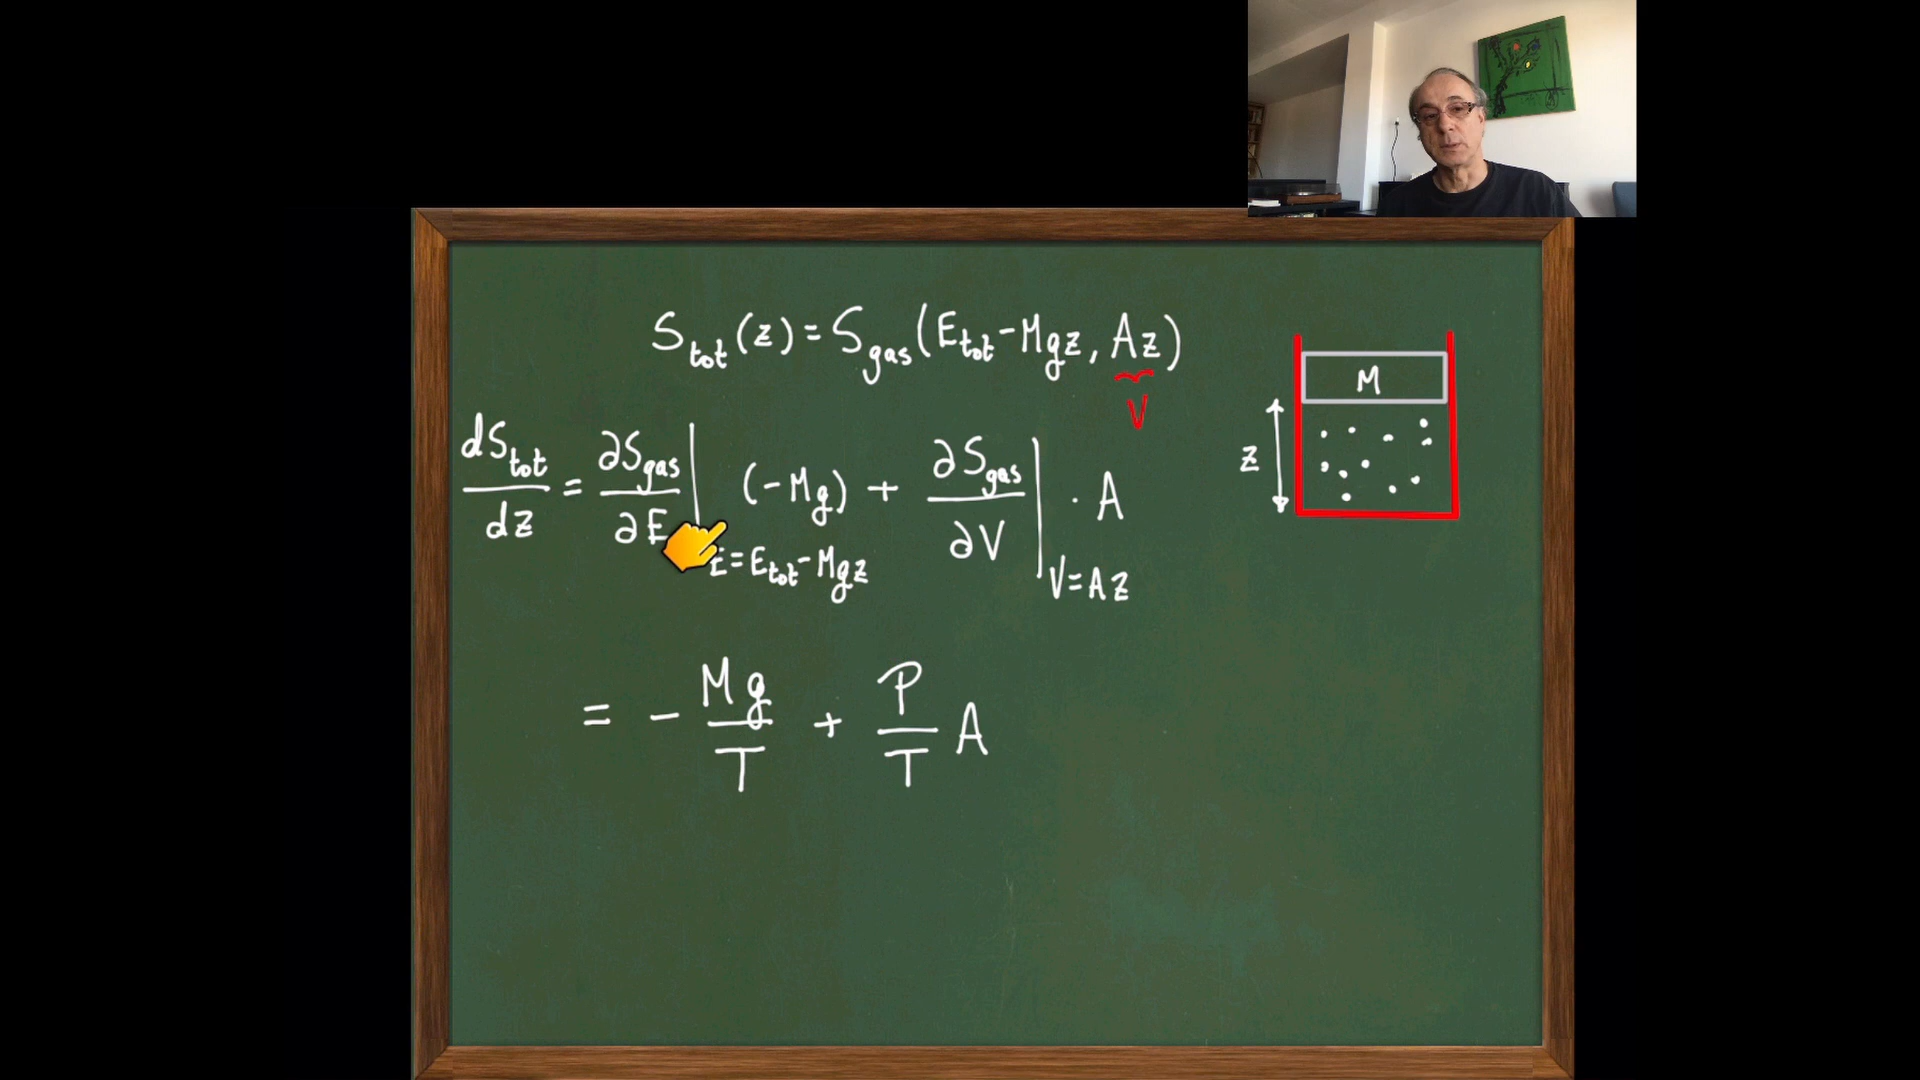 S_tot(z) = S_gas(E_tot - Mgz, Az)
V
M
z
dS_tot/dz = ∂S_gas/∂E | E=E_tot-Mgz (-Mg) + ∂S_gas/∂V | V=Az · A
= - Mg/T + P/T A